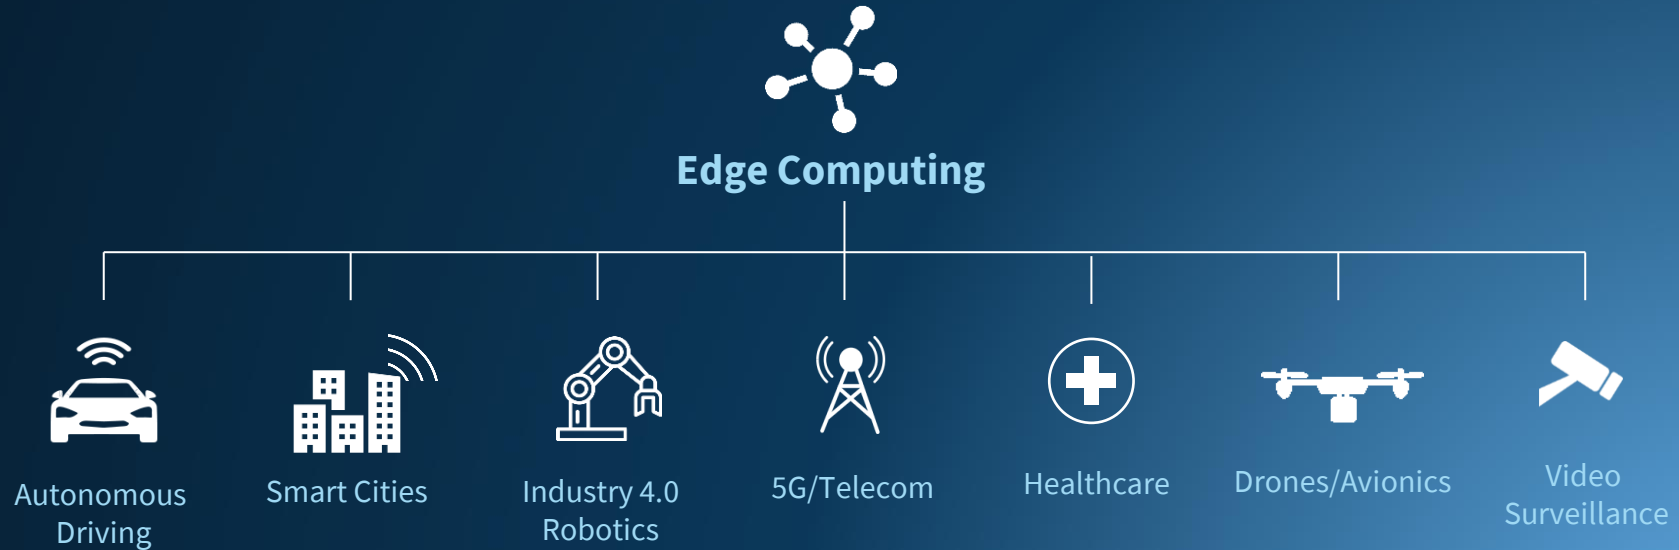 Edge Computing
Autonomous
Driving
Smart Cities
Industry 4.0
Robotics
5G/Telecom
Healthcare
Drones/Avionics
Video
Surveillance